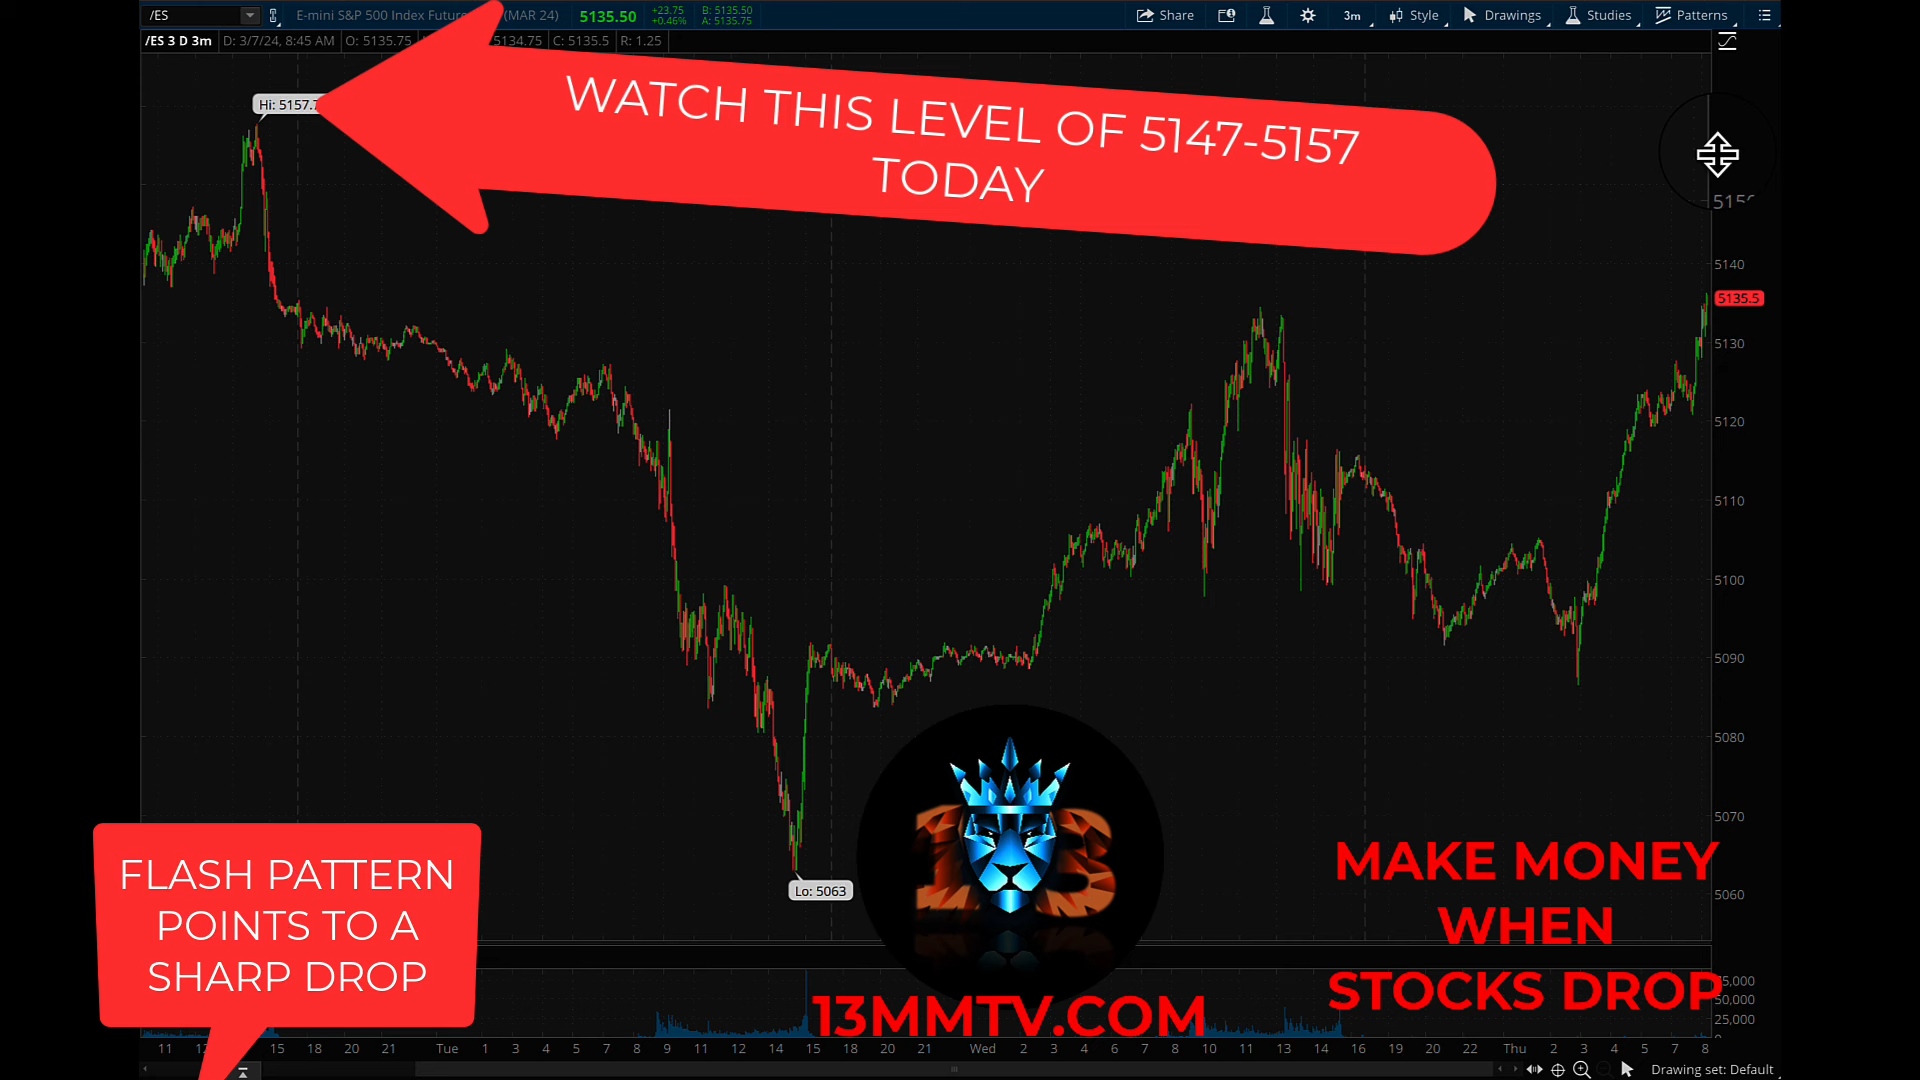 /ES
E-mini S&P 500 Index Future (MAR 24)
5135.50
+23.75
+0.46%
B: 5135.50
A: 5135.75
Share
3m
Style
Drawings
Studies
Patterns
/ES 3 D 3m
D: 3/7/24, 8:45 AM
O: 5135.75
5134.75
C: 5135.5
R: 1.25
Hi: 5157.7
WATCH THIS LEVEL OF 5147-5157
TODAY
5140
5135.5
5130
5120
5110
5100
5090
5080
5070
5060
Lo: 5063
FLASH PATTERN
POINTS TO A
SHARP DROP
13
13MMTV.COM
MAKE MONEY
WHEN
STOCKS DROP
75,000
50,000
25,000
11 15 18 20 21 Tue 1 3 4 5 7 8 9 11 12 14 15 18 20 21 Wed 2 3 4 6 7 8 10 11 13 14 16 19 20 22 Thu 2 3 4 5 7 8
Drawing set: Default